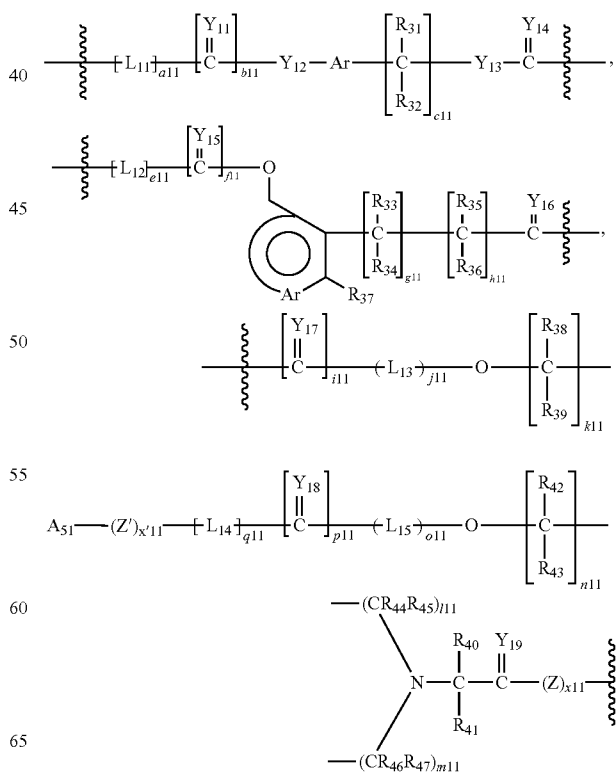 Y11 Y14
40 [L11]a11 [C]b11 Y12 Ar [C R31 R32]c11 Y13 C ,
Y15
[L12]e11 [C]f11 O
45 [C R33 R34]g11 [C R35 R36]h11 C Y16 ,
Ar R37
50 [C Y17]i11 (L13)j11 O [C R38 R39]k11
55 A51 (Z')x'11 [L14]q11 [C Y18]p11 (L15)o11 O [C R42 R43]n11
60 (CR44R45)l11
N C R40 R41 C Y19 (Z)x11
65 (CR46R47)m11